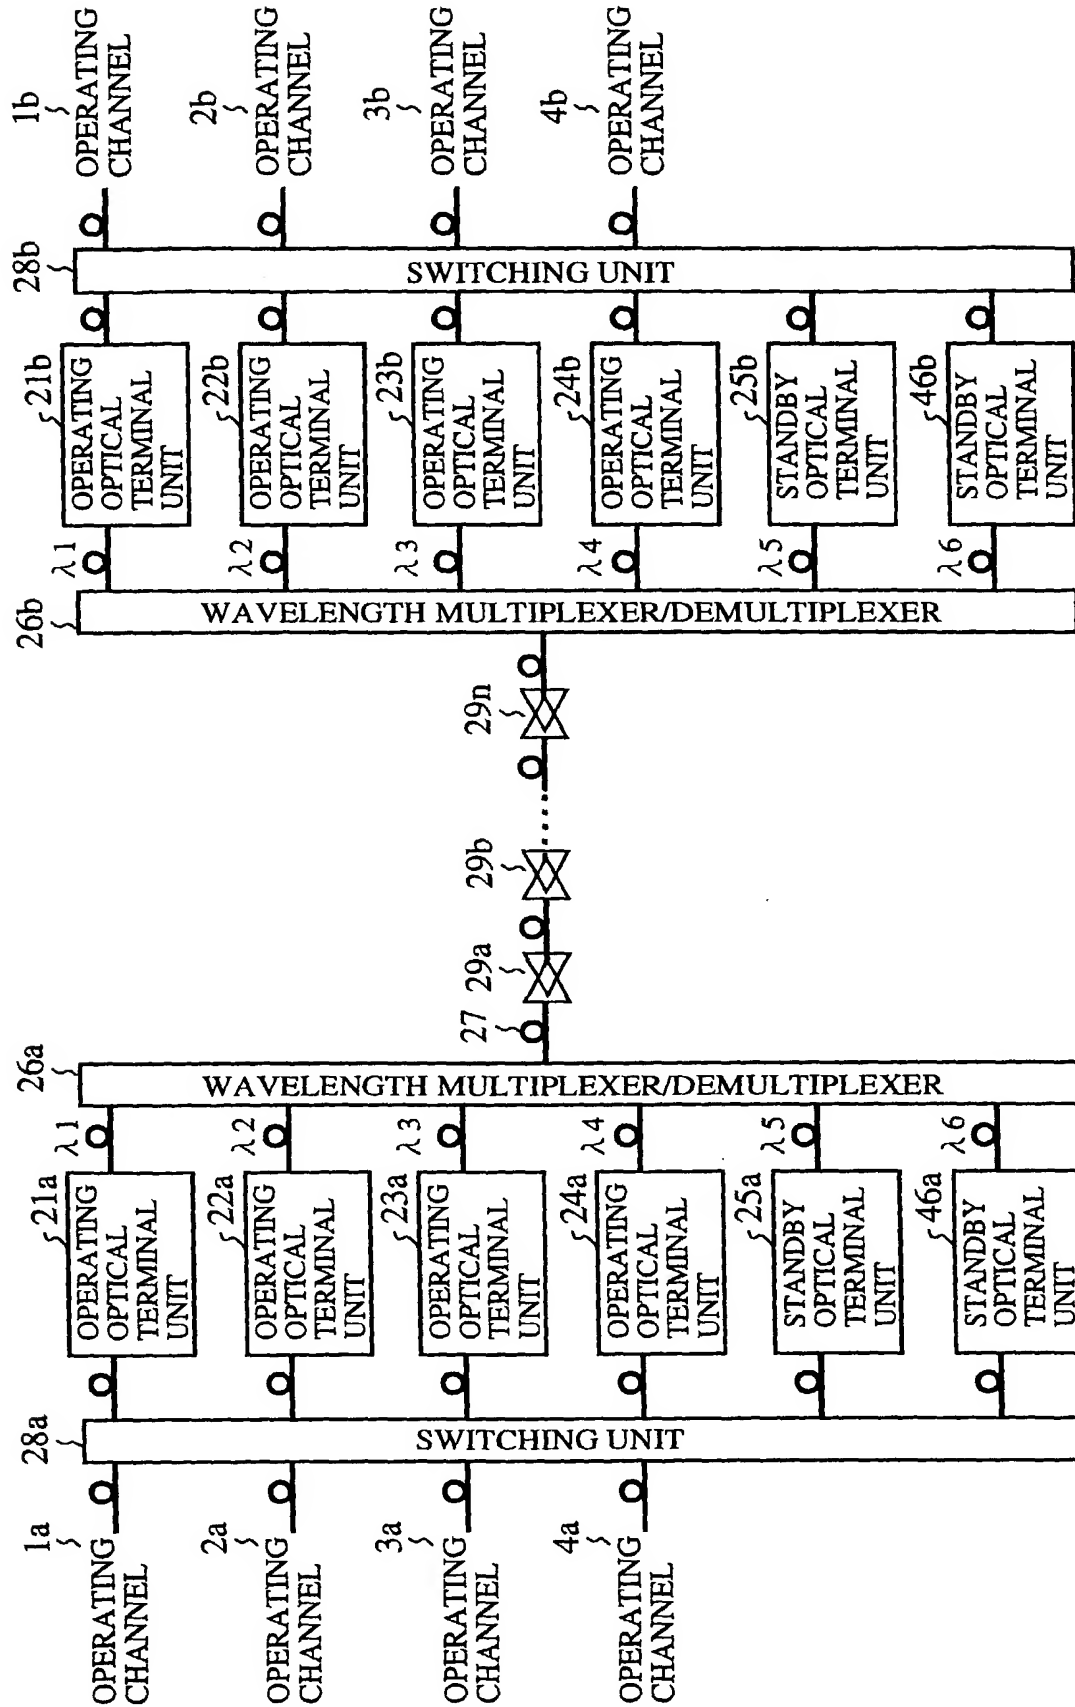 1a
OPERATING
CHANNEL
2a
OPERATING
CHANNEL
3a
OPERATING
CHANNEL
4a
OPERATING
CHANNEL
28a
SWITCHING UNIT
21a
OPERATING
OPTICAL
TERMINAL
UNIT
22a
OPERATING
OPTICAL
TERMINAL
UNIT
23a
OPERATING
OPTICAL
TERMINAL
UNIT
24a
OPERATING
OPTICAL
TERMINAL
UNIT
25a
STANDBY
OPTICAL
TERMINAL
UNIT
46a
STANDBY
OPTICAL
TERMINAL
UNIT
λ1
λ2
λ3
λ4
λ5
λ6
26a
WAVELENGTH MULTIPLEXER/DEMULTIPLEXER
27
29a
29b
29n
26b
WAVELENGTH MULTIPLEXER/DEMULTIPLEXER
λ1
λ2
λ3
λ4
λ5
λ6
21b
OPERATING
OPTICAL
TERMINAL
UNIT
22b
OPERATING
OPTICAL
TERMINAL
UNIT
23b
OPERATING
OPTICAL
TERMINAL
UNIT
24b
OPERATING
OPTICAL
TERMINAL
UNIT
25b
STANDBY
OPTICAL
TERMINAL
UNIT
46b
STANDBY
OPTICAL
TERMINAL
UNIT
28b
SWITCHING UNIT
1b
OPERATING
CHANNEL
2b
OPERATING
CHANNEL
3b
OPERATING
CHANNEL
4b
OPERATING
CHANNEL